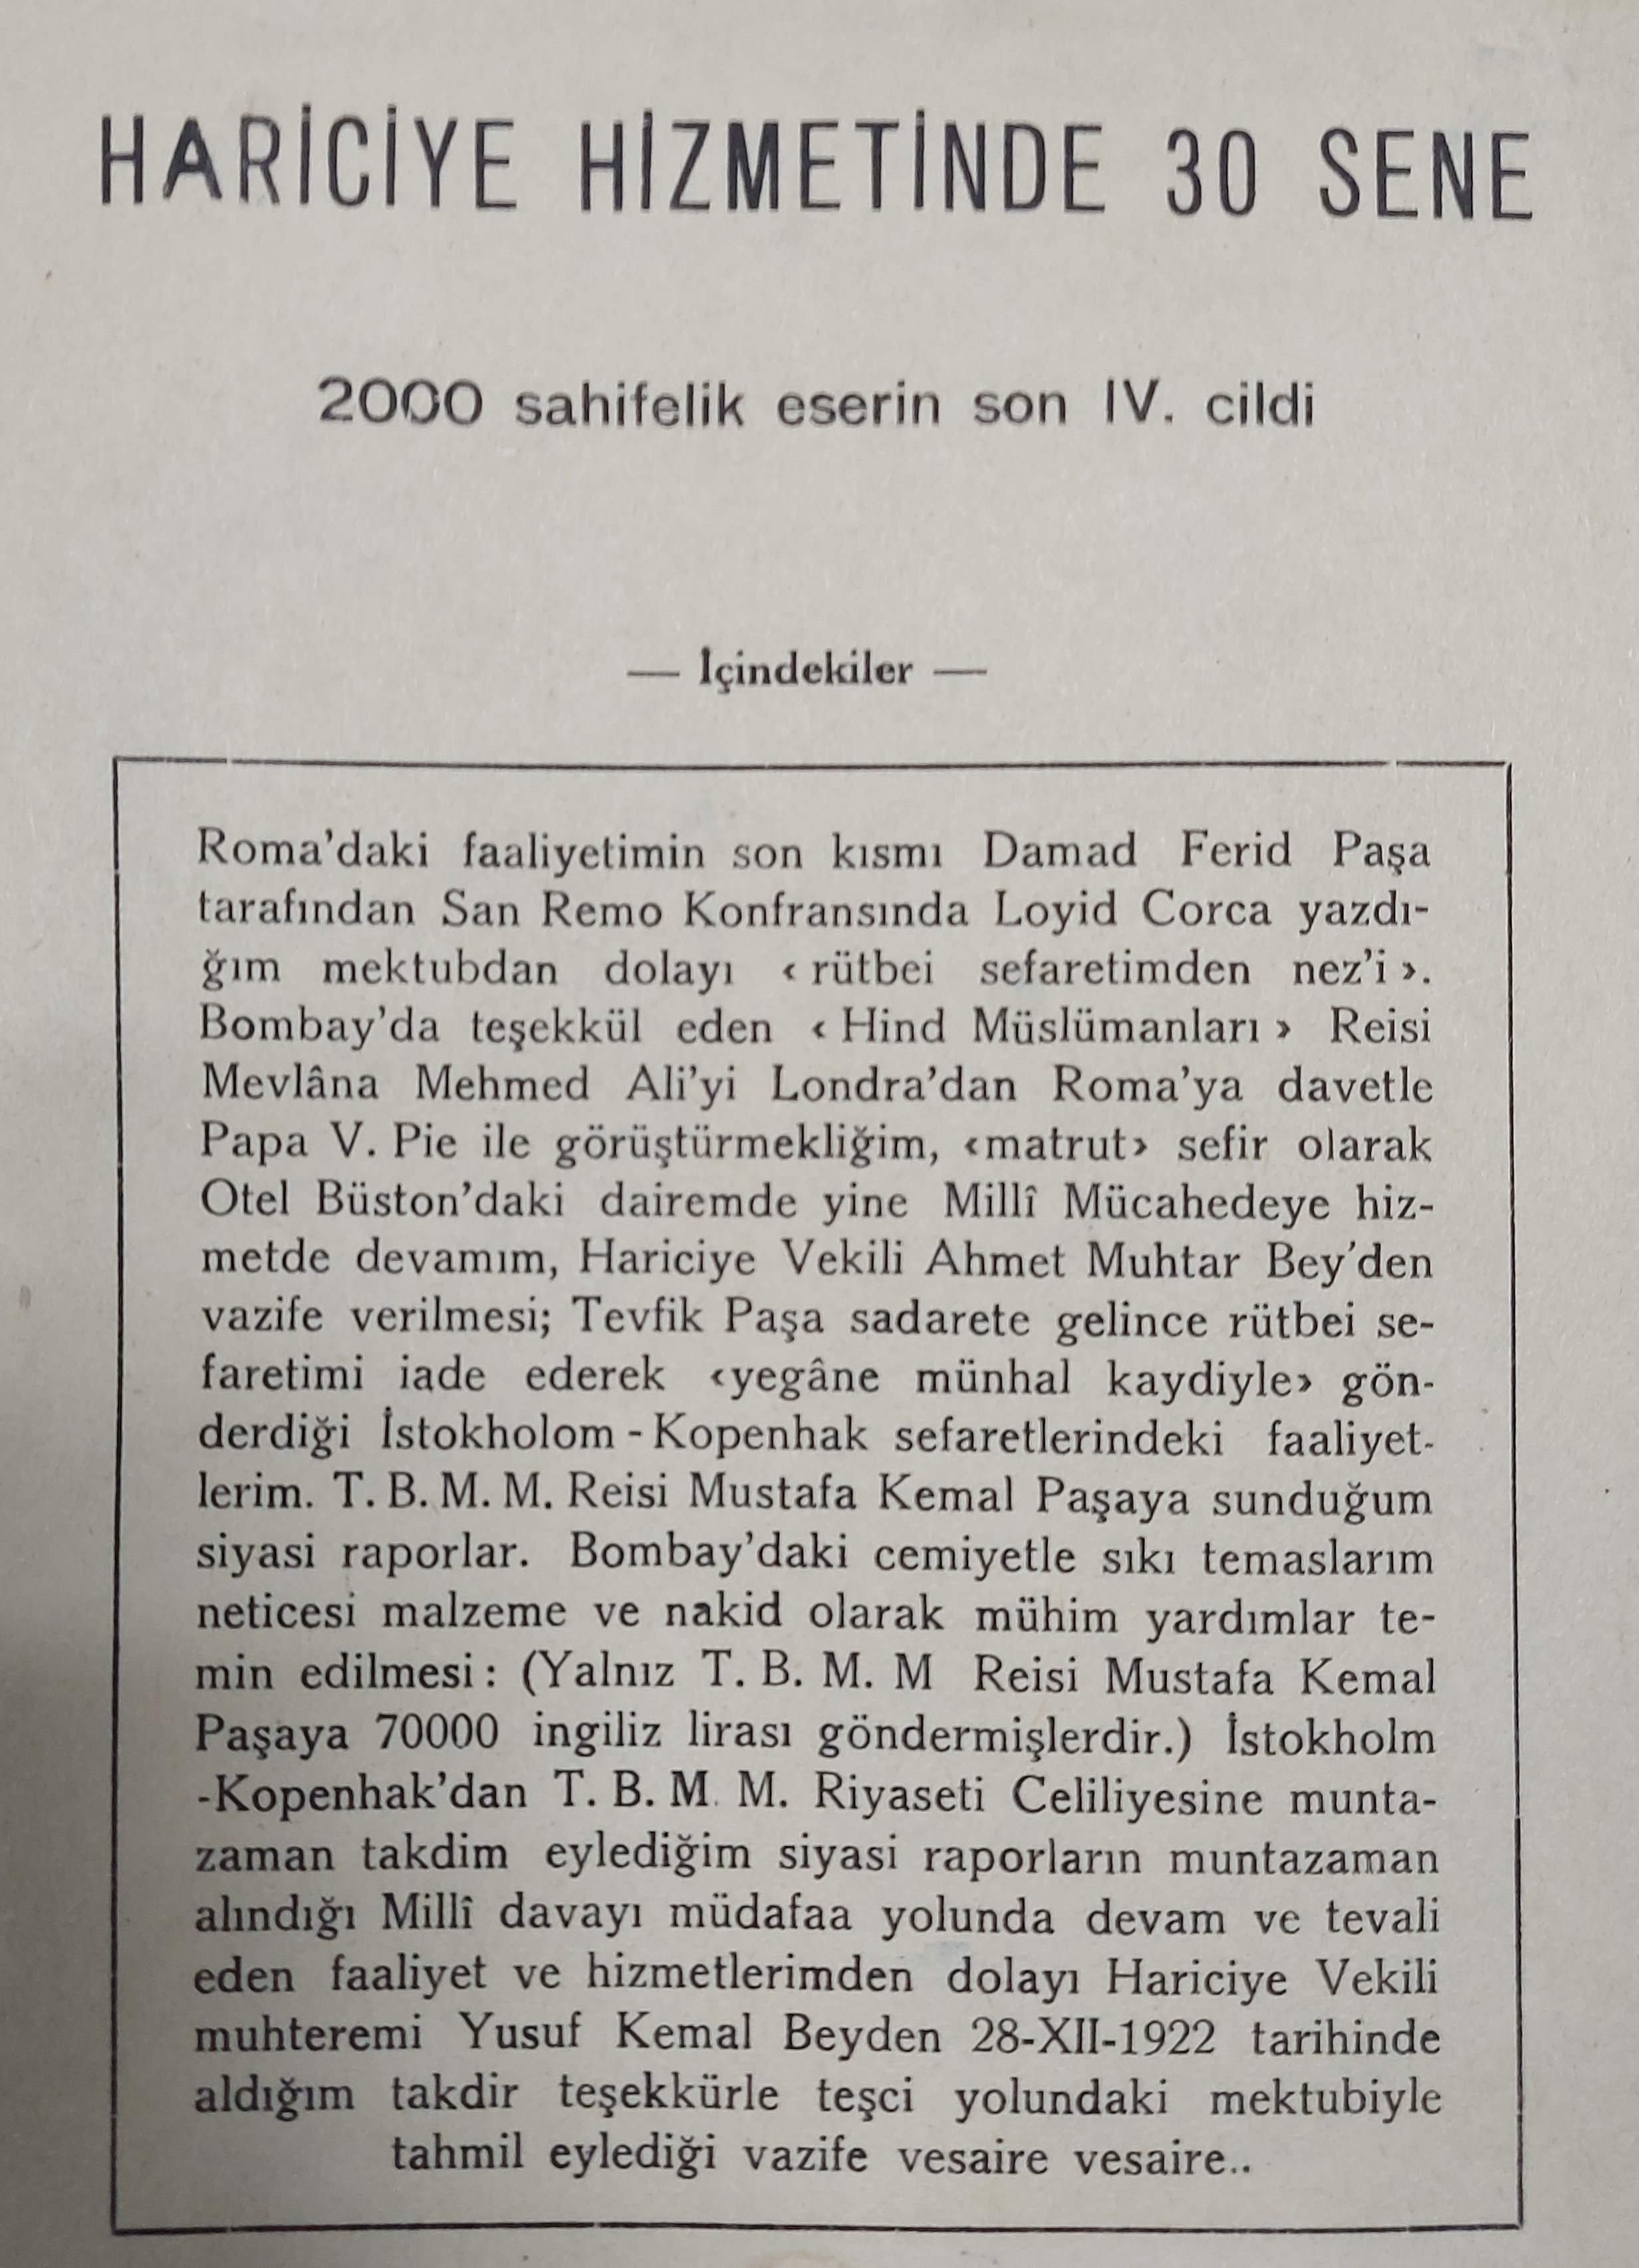 HARİCİYE HİZMETİNDE 30 SENE
2000 sahifelik eserin son IV. cildi
— İçindekiler —
Roma'daki faaliyetimin son kısmı Damad Ferid Paşa
tarafından San Remo Konfransında Loyid Corca yazdı-
ğım mektubdan dolayı ‹ rütbei sefaretimden nez'i ›.
Bombay'da teşekkül eden ‹ Hind Müslümanları › Reisi
Mevlâna Mehmed Ali'yi Londra'dan Roma'ya davetle
Papa V. Pie ile görüştürmekliğim, ‹matrut› sefir olarak
Otel Büston'daki dairemde yine Millî Mücahedeye hiz-
metde devamım, Hariciye Vekili Ahmet Muhtar Bey'den
vazife verilmesi; Tevfik Paşa sadarete gelince rütbei se-
faretimi iade ederek ‹yegâne münhal kaydiyle› gön-
derdiği İstokholom - Kopenhak sefaretlerindeki faaliyet-
lerim. T. B. M. M. Reisi Mustafa Kemal Paşaya sunduğum
siyasi raporlar. Bombay'daki cemiyetle sıkı temaslarım
neticesi malzeme ve nakid olarak mühim yardımlar te-
min edilmesi : (Yalnız T. B. M. M Reisi Mustafa Kemal
Paşaya 70000 ingiliz lirası göndermişlerdir.) İstokholm
-Kopenhak'dan T. B. M. M. Riyaseti Celiliyesine munta-
zaman takdim eylediğim siyasi raporların muntazaman
alındığı Millî davayı müdafaa yolunda devam ve tevali
eden faaliyet ve hizmetlerimden dolayı Hariciye Vekili
muhteremi Yusuf Kemal Beyden 28-XII-1922 tarihinde
aldığım takdir teşekkürle teşci yolundaki mektubiyle
tahmil eylediği vazife vesaire vesaire..